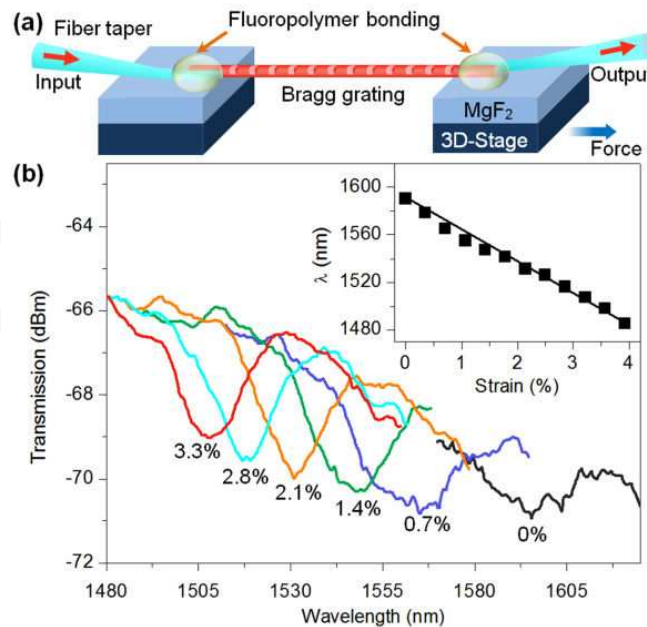 (a)
Fluoropolymer bonding
Fiber taper
Input
Bragg grating
Output
MgF2
3D-Stage
Force
(b)
Transmission (dBm)
-64
-66
-68
-70
-72
3.3%
2.8%
2.1%
1.4%
0.7%
0%
1480 1505 1530 1555 1580 1605
Wavelength (nm)
λ (nm)
1600
1560
1520
1480
0 1 2 3 4
Strain (%)